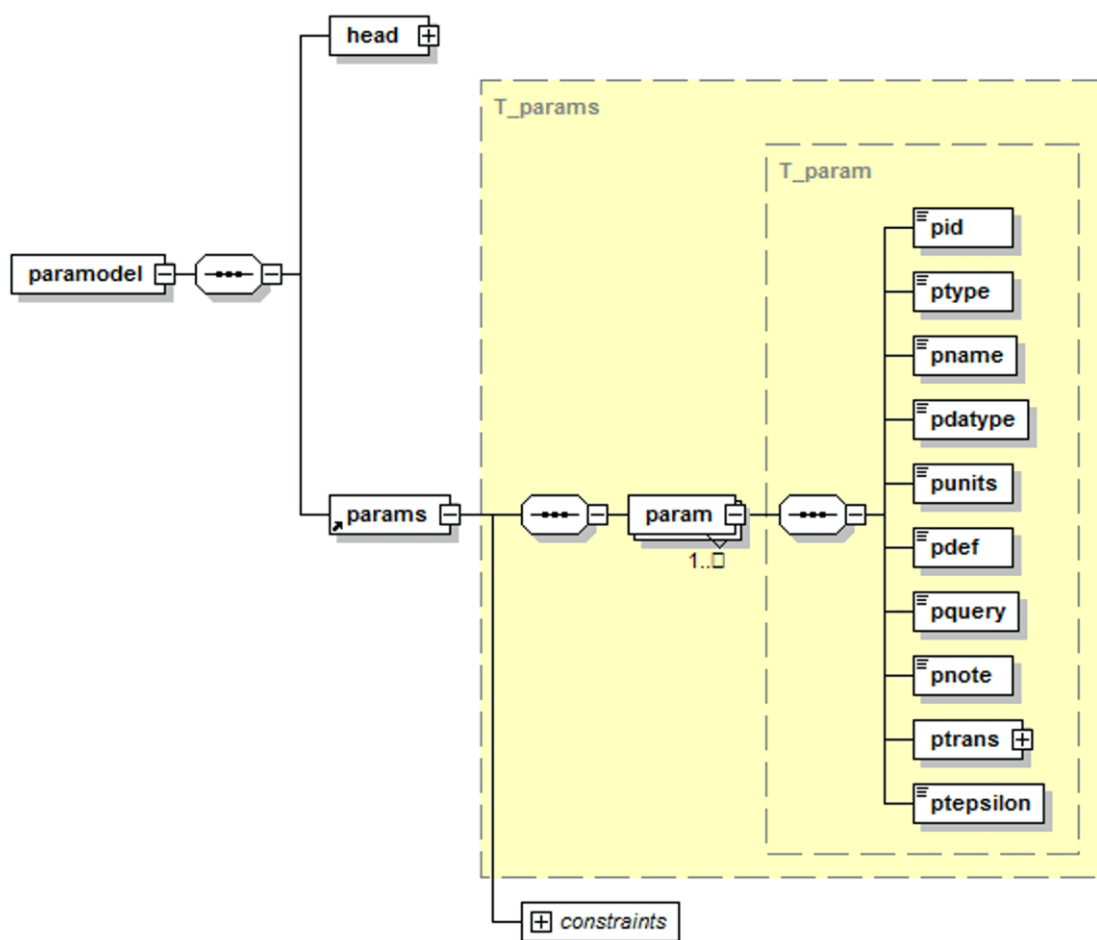 head
T_params
T_param
pid
paramodel
ptype
pname
pdatype
punits
params
param
1..□
pdef
pquery
pnote
ptrans
ptepsilon
constraints